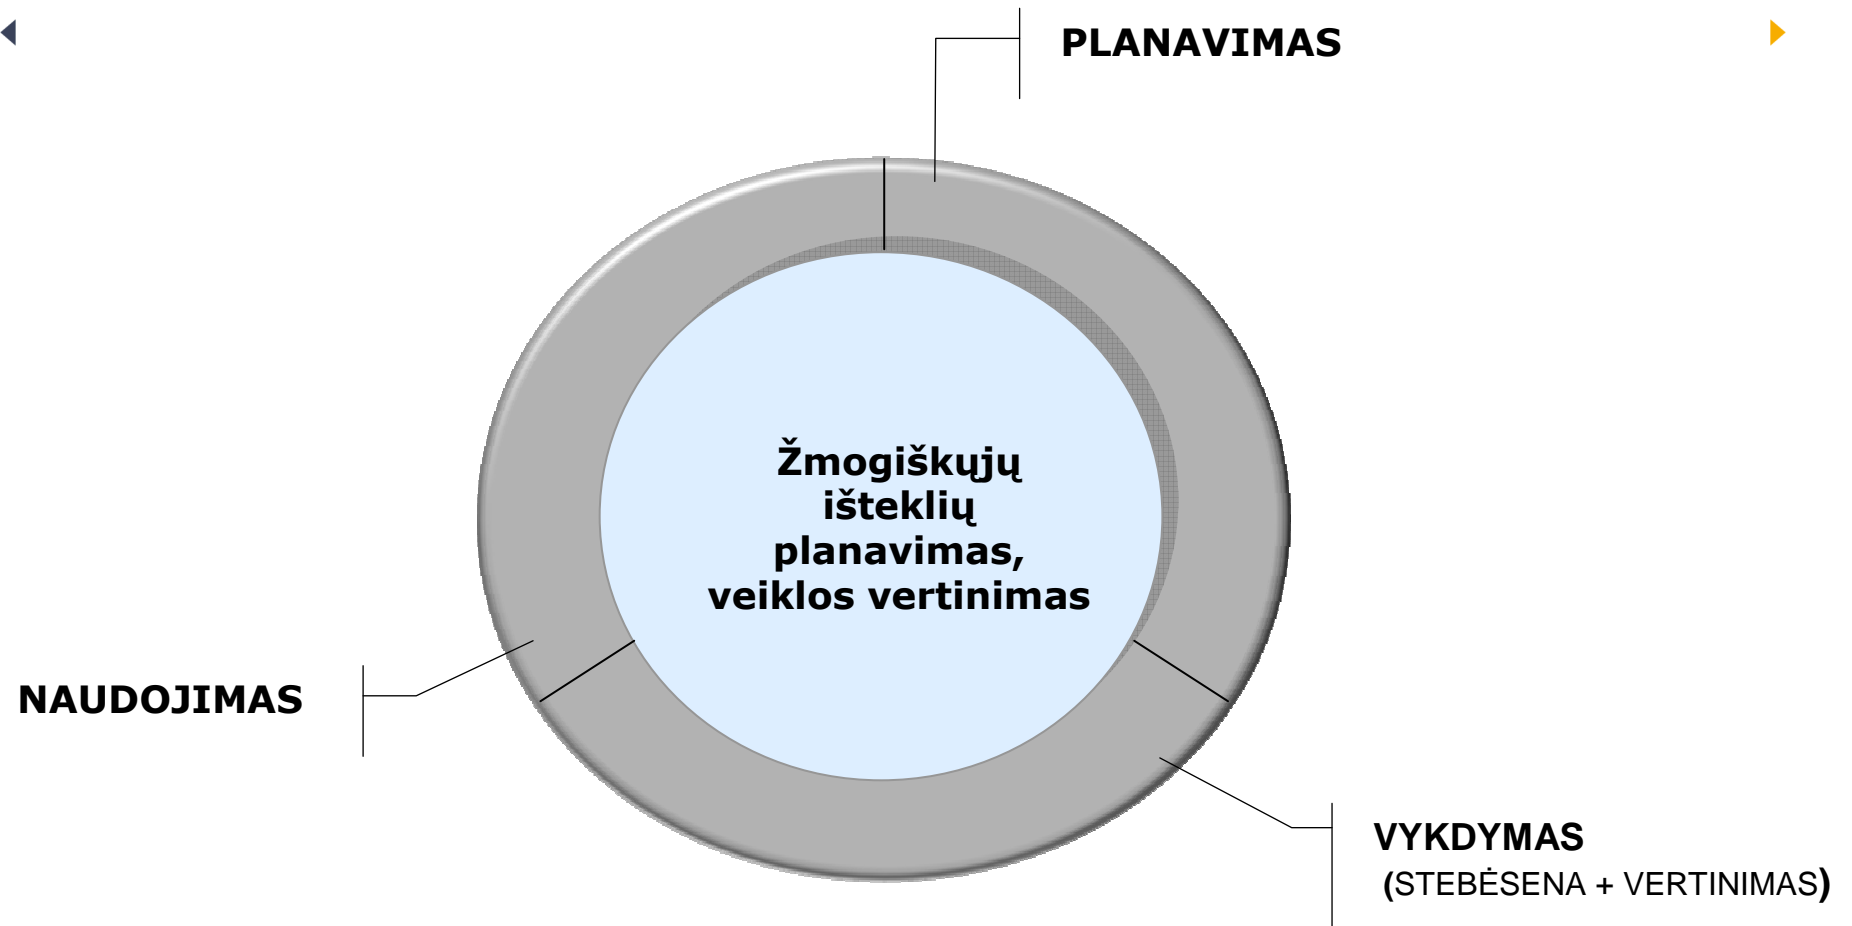 PLANAVIMAS
Žmogiškųjų
išteklių
planavimas,
veiklos vertinimas
NAUDOJIMAS
VYKDYMAS
(STEBĖSENA + VERTINIMAS)